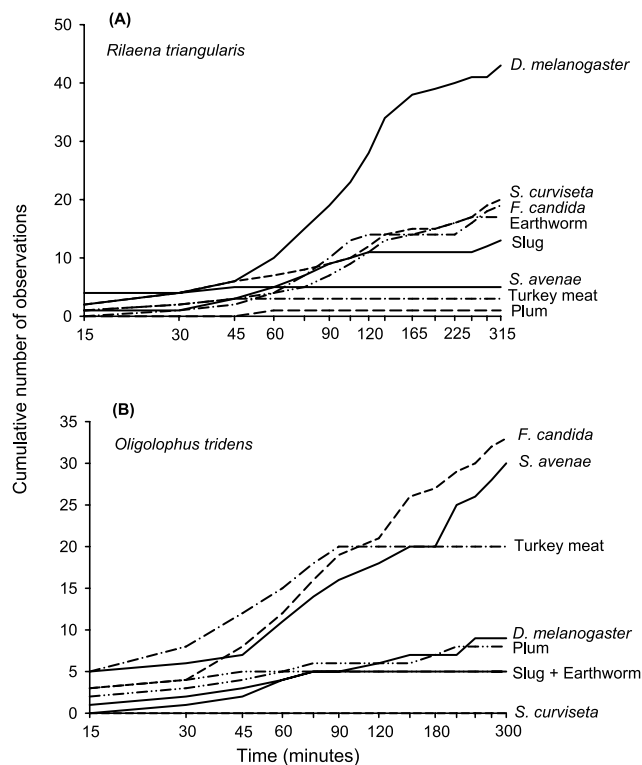 (A)
Rilaena triangularis
Cumulative number of observations
50
40
30
20
10
0
15 30 45 60 90 120 165 225 315
D. melanogaster
S. curviseta
F. candida
Earthworm
Slug
S. avenae
Turkey meat
Plum
(B)
Oligolophus tridens
35
30
25
20
15
10
5
0
15 30 45 60 90 120 180 300
F. candida
S. avenae
Turkey meat
D. melanogaster
Plum
Slug + Earthworm
S. curviseta
Time (minutes)